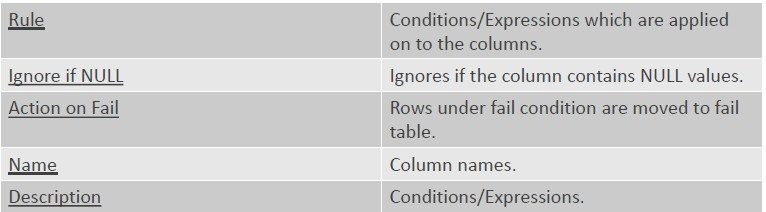 Rule
Conditions/Expressions which are applied
on to the columns.
Ignore if NULL
Ignores if the column contains NULL values.
Action on Fail
Rows under fail condition are moved to fail
table.
Name
Column names.
Description
Conditions/Expressions.